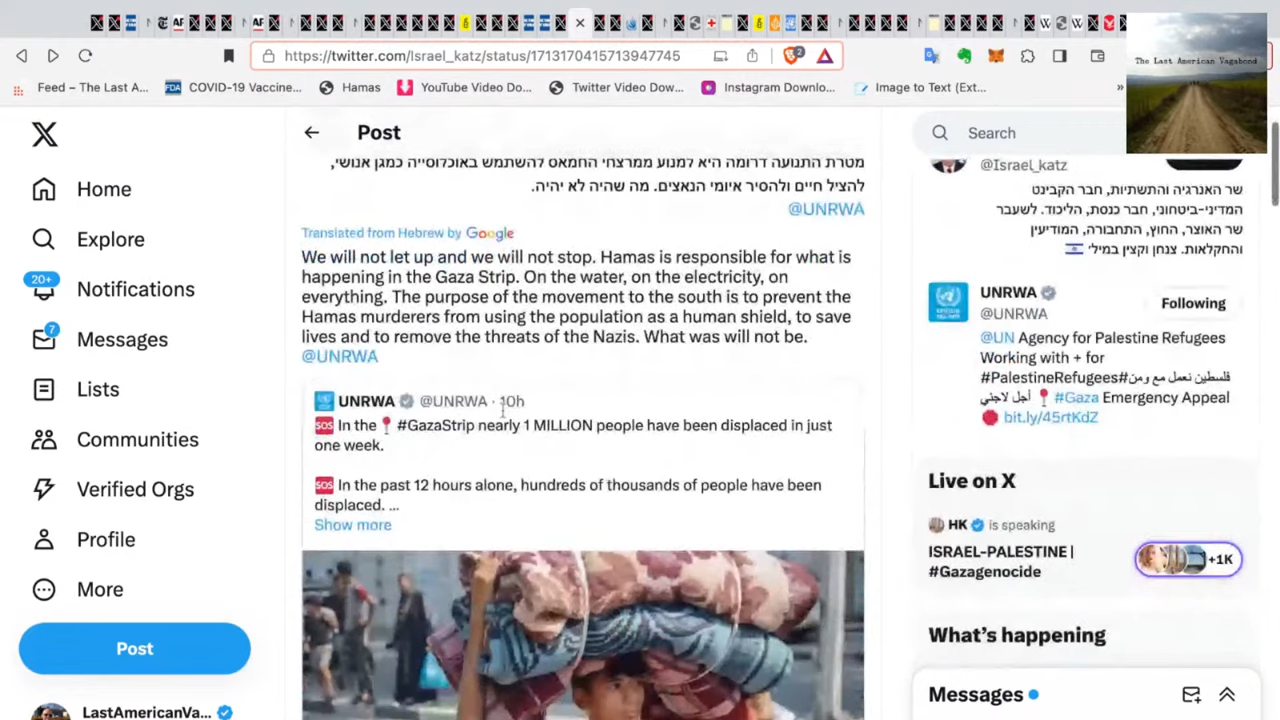 https://twitter.com/Israel_katz/status/1713170415713947745
2
The Last American Vagabond
Feed – The Last A...
COVID-19 Vaccine...
Hamas
YouTube Video Do...
Twitter Video Dow...
Instagram Downlo...
Image to Text (Ext...
»
Home
Explore
20+
Notifications
7
Messages
Lists
Communities
Verified Orgs
Profile
More
Post
LastAmericanVa...
Post
מטרת התנועה דרומה היא למנוע ממרצחי החמאס להשתמש באוכלוסייה כמגן אנושי,
להציל חיים ולהסיר איומי הנאצים. מה שהיה לא יהיה.
@UNRWA
Translated from Hebrew by Google
We will not let up and we will not stop. Hamas is responsible for what is
happening in the Gaza Strip. On the water, on the electricity, on
everything. The purpose of the movement to the south is to prevent the
Hamas murderers from using the population as a human shield, to save
lives and to remove the threats of the Nazis. What was will not be.
@UNRWA
UNRWA @UNRWA · 10h
SOS In the 📍 #GazaStrip nearly 1 MILLION people have been displaced in just
one week.
SOS In the past 12 hours alone, hundreds of thousands of people have been
displaced. ...
Show more
Search
@Israel_katz
שר האנרגיה והתשתיות, חבר הקבינט
המדיני-ביטחוני, חבר כנסת, הליכוד. לשעבר
שר האוצר, החוץ, התחבורה, המודיעין
והחקלאות. צנחן וקצין במילי׳
UNRWA
Following
@UNRWA
@UN Agency for Palestine Refugees
Working with + for
#PalestineRefugees#فلسطين نعمل مع ومن
أجل لاجئي 📍 #Gaza Emergency Appeal
bit.ly/45rtKdZ
Live on X
HK is speaking
ISRAEL-PALESTINE |
#Gazagenocide
+1K
What's happening
Messages